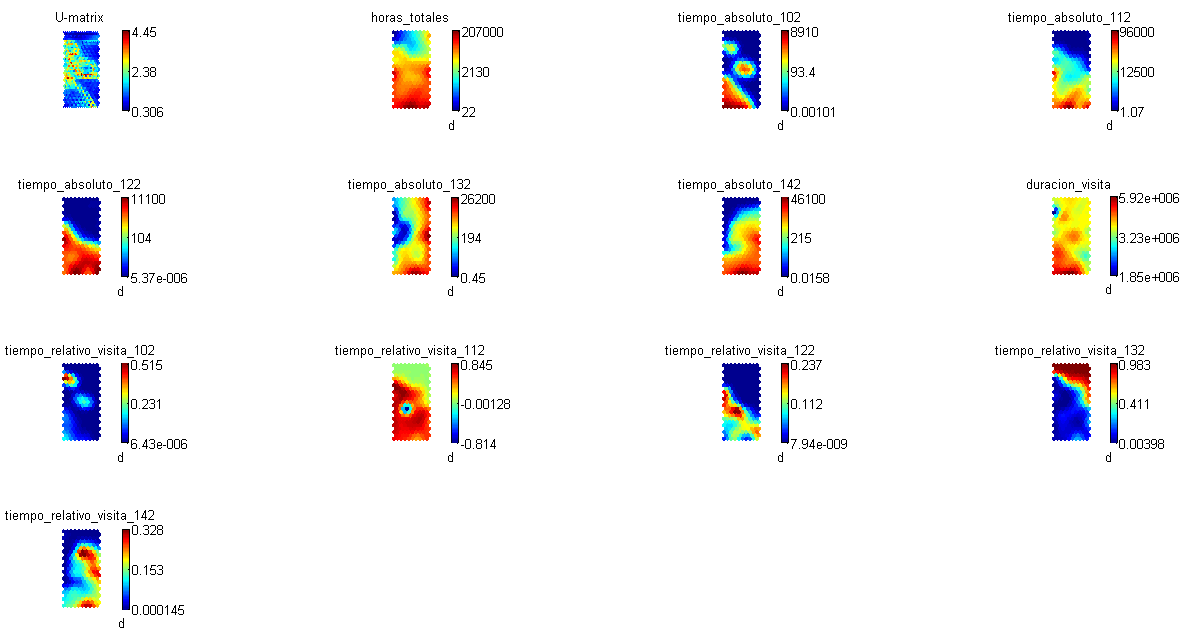 U-matrix
4.45
2.38
0.306
horas_totales
207000
2130
22
d
tiempo_absoluto_102
8910
93.4
0.00101
d
tiempo_absoluto_112
96000
12500
1.07
d
tiempo_absoluto_122
11100
104
5.37e-006
d
tiempo_absoluto_132
26200
194
0.45
d
tiempo_absoluto_142
46100
215
0.0158
d
duracion_visita
5.92e+006
3.23e+006
1.85e+006
d
tiempo_relativo_visita_102
0.515
0.231
6.43e-006
d
tiempo_relativo_visita_112
0.845
-0.00128
-0.814
d
tiempo_relativo_visita_122
0.237
0.112
7.94e-009
d
tiempo_relativo_visita_132
0.983
0.411
0.00398
d
tiempo_relativo_visita_142
0.328
0.153
0.000145
d